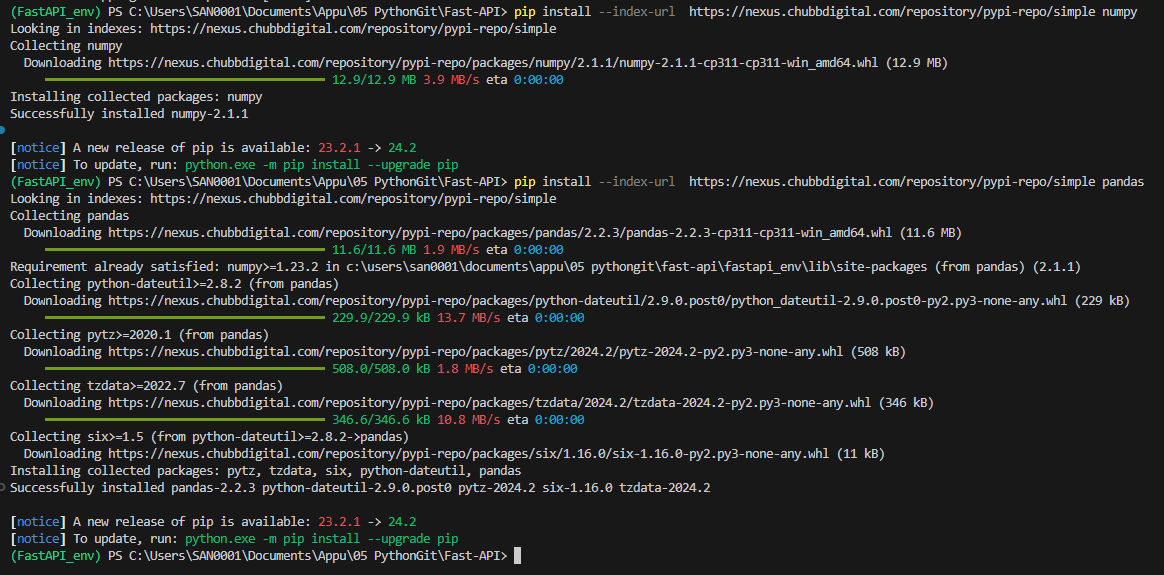 (FastAPI_env) PS C:\Users\SAN0001\Documents\Appu\05 PythonGit\Fast-API> pip install --index-url  https://nexus.chubbdigital.com/repository/pypi-repo/simple numpy
Looking in indexes: https://nexus.chubbdigital.com/repository/pypi-repo/simple
Collecting numpy
  Downloading https://nexus.chubbdigital.com/repository/pypi-repo/packages/numpy/2.1.1/numpy-2.1.1-cp311-cp311-win_amd64.whl (12.9 MB)
     12.9/12.9 MB 3.9 MB/s eta 0:00:00
Installing collected packages: numpy
Successfully installed numpy-2.1.1
[notice] A new release of pip is available: 23.2.1 -> 24.2
[notice] To update, run: python.exe -m pip install --upgrade pip
(FastAPI_env) PS C:\Users\SAN0001\Documents\Appu\05 PythonGit\Fast-API> pip install --index-url  https://nexus.chubbdigital.com/repository/pypi-repo/simple pandas
Looking in indexes: https://nexus.chubbdigital.com/repository/pypi-repo/simple
Collecting pandas
  Downloading https://nexus.chubbdigital.com/repository/pypi-repo/packages/pandas/2.2.3/pandas-2.2.3-cp311-cp311-win_amd64.whl (11.6 MB)
     11.6/11.6 MB 1.9 MB/s eta 0:00:00
Requirement already satisfied: numpy>=1.23.2 in c:\users\san0001\documents\appu\05 pythongit\fast-api\fastapi_env\lib\site-packages (from pandas) (2.1.1)
Collecting python-dateutil>=2.8.2 (from pandas)
  Downloading https://nexus.chubbdigital.com/repository/pypi-repo/packages/python-dateutil/2.9.0.post0/python_dateutil-2.9.0.post0-py2.py3-none-any.whl (229 kB)
     229.9/229.9 kB 13.7 MB/s eta 0:00:00
Collecting pytz>=2020.1 (from pandas)
  Downloading https://nexus.chubbdigital.com/repository/pypi-repo/packages/pytz/2024.2/pytz-2024.2-py2.py3-none-any.whl (508 kB)
     508.0/508.0 kB 1.8 MB/s eta 0:00:00
Collecting tzdata>=2022.7 (from pandas)
  Downloading https://nexus.chubbdigital.com/repository/pypi-repo/packages/tzdata/2024.2/tzdata-2024.2-py2.py3-none-any.whl (346 kB)
     346.6/346.6 kB 10.8 MB/s eta 0:00:00
Collecting six>=1.5 (from python-dateutil>=2.8.2->pandas)
  Downloading https://nexus.chubbdigital.com/repository/pypi-repo/packages/six/1.16.0/six-1.16.0-py2.py3-none-any.whl (11 kB)
Installing collected packages: pytz, tzdata, six, python-dateutil, pandas
Successfully installed pandas-2.2.3 python-dateutil-2.9.0.post0 pytz-2024.2 six-1.16.0 tzdata-2024.2
[notice] A new release of pip is available: 23.2.1 -> 24.2
[notice] To update, run: python.exe -m pip install --upgrade pip
(FastAPI_env) PS C:\Users\SAN0001\Documents\Appu\05 PythonGit\Fast-API>